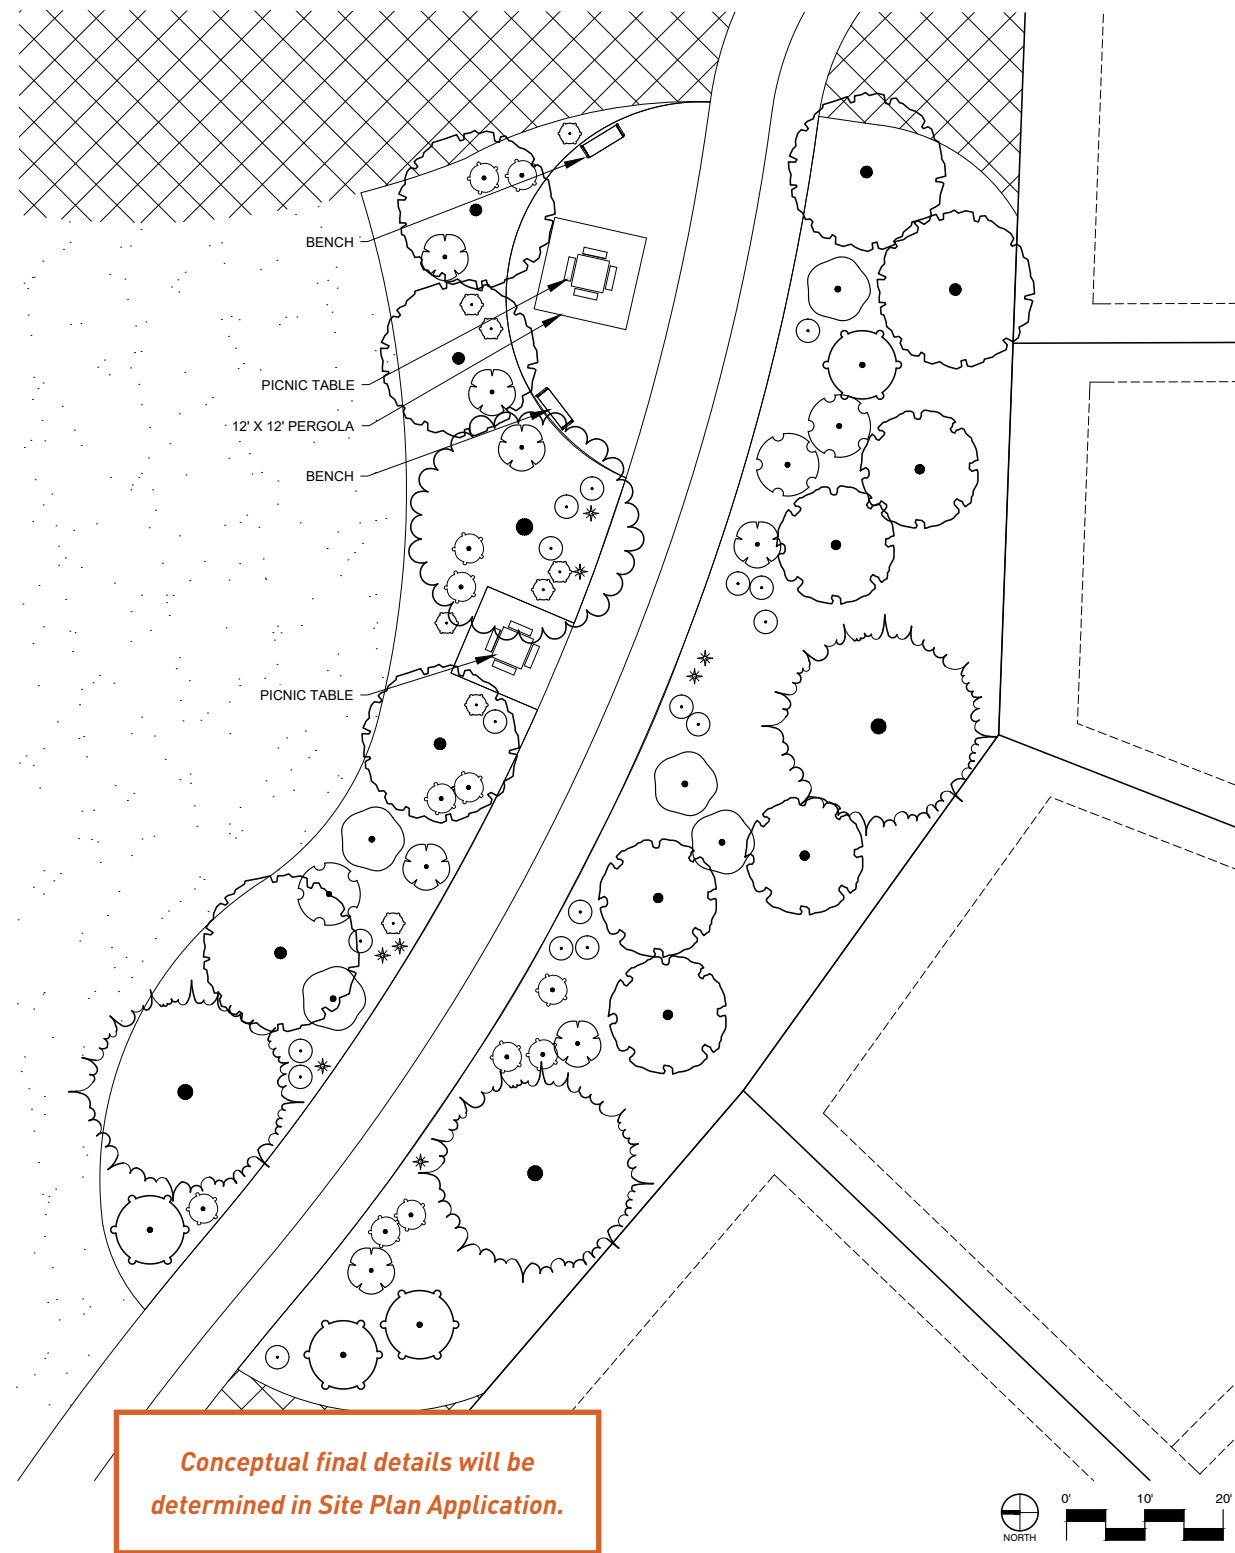 BENCH
PICNIC TABLE
12' X 12' PERGOLA
BENCH
PICNIC TABLE
Conceptual final details will be
determined in Site Plan Application.
NORTH
0' 10' 20'